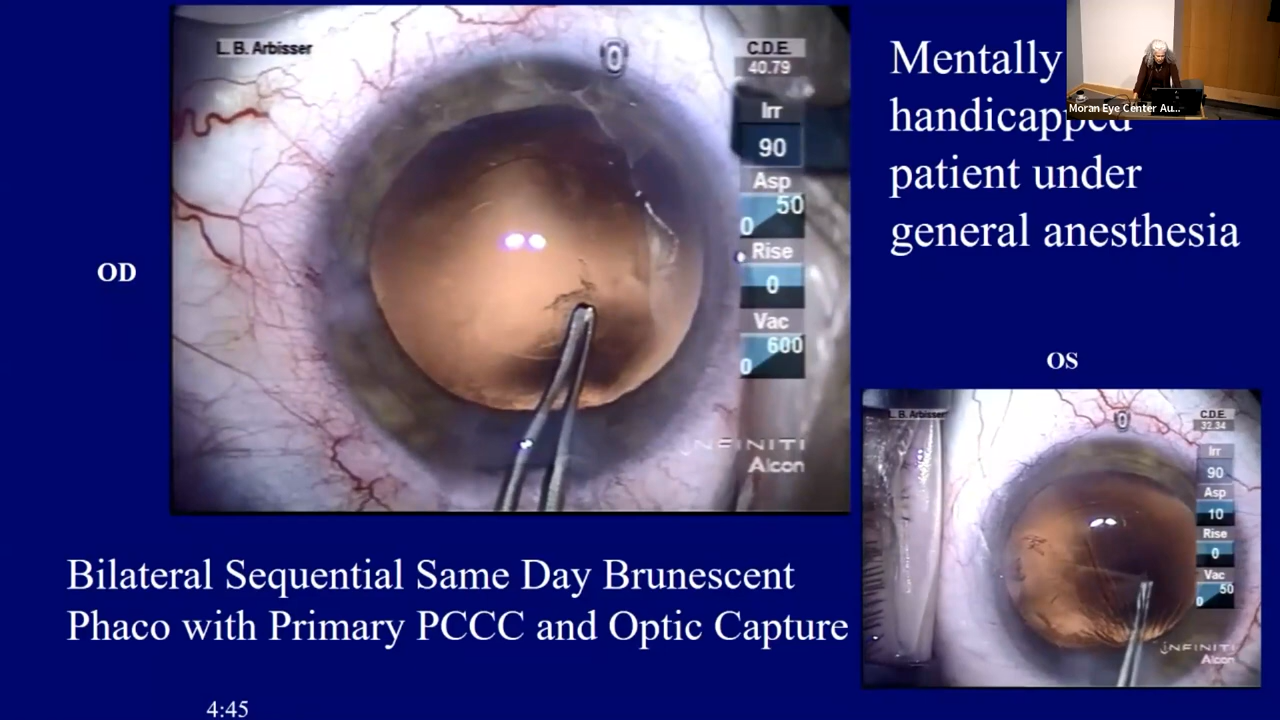 L. B. Arbisser
0
C.D.E.
40.79
Irr
90
Asp
50
0
Rise
0
Vac
600
0
INFINITI
Alcon
OD
Mentally
handicapped
patient under
general anesthesia
Moran Eye Center Au...
OS
L. B. Arbisser
0
C.D.E.
32.34
Irr
90
Asp
10
Rise
0
Vac
50
0
INFINITI
Alcon
Bilateral Sequential Same Day Brunescent
Phaco with Primary PCCC and Optic Capture
4:45